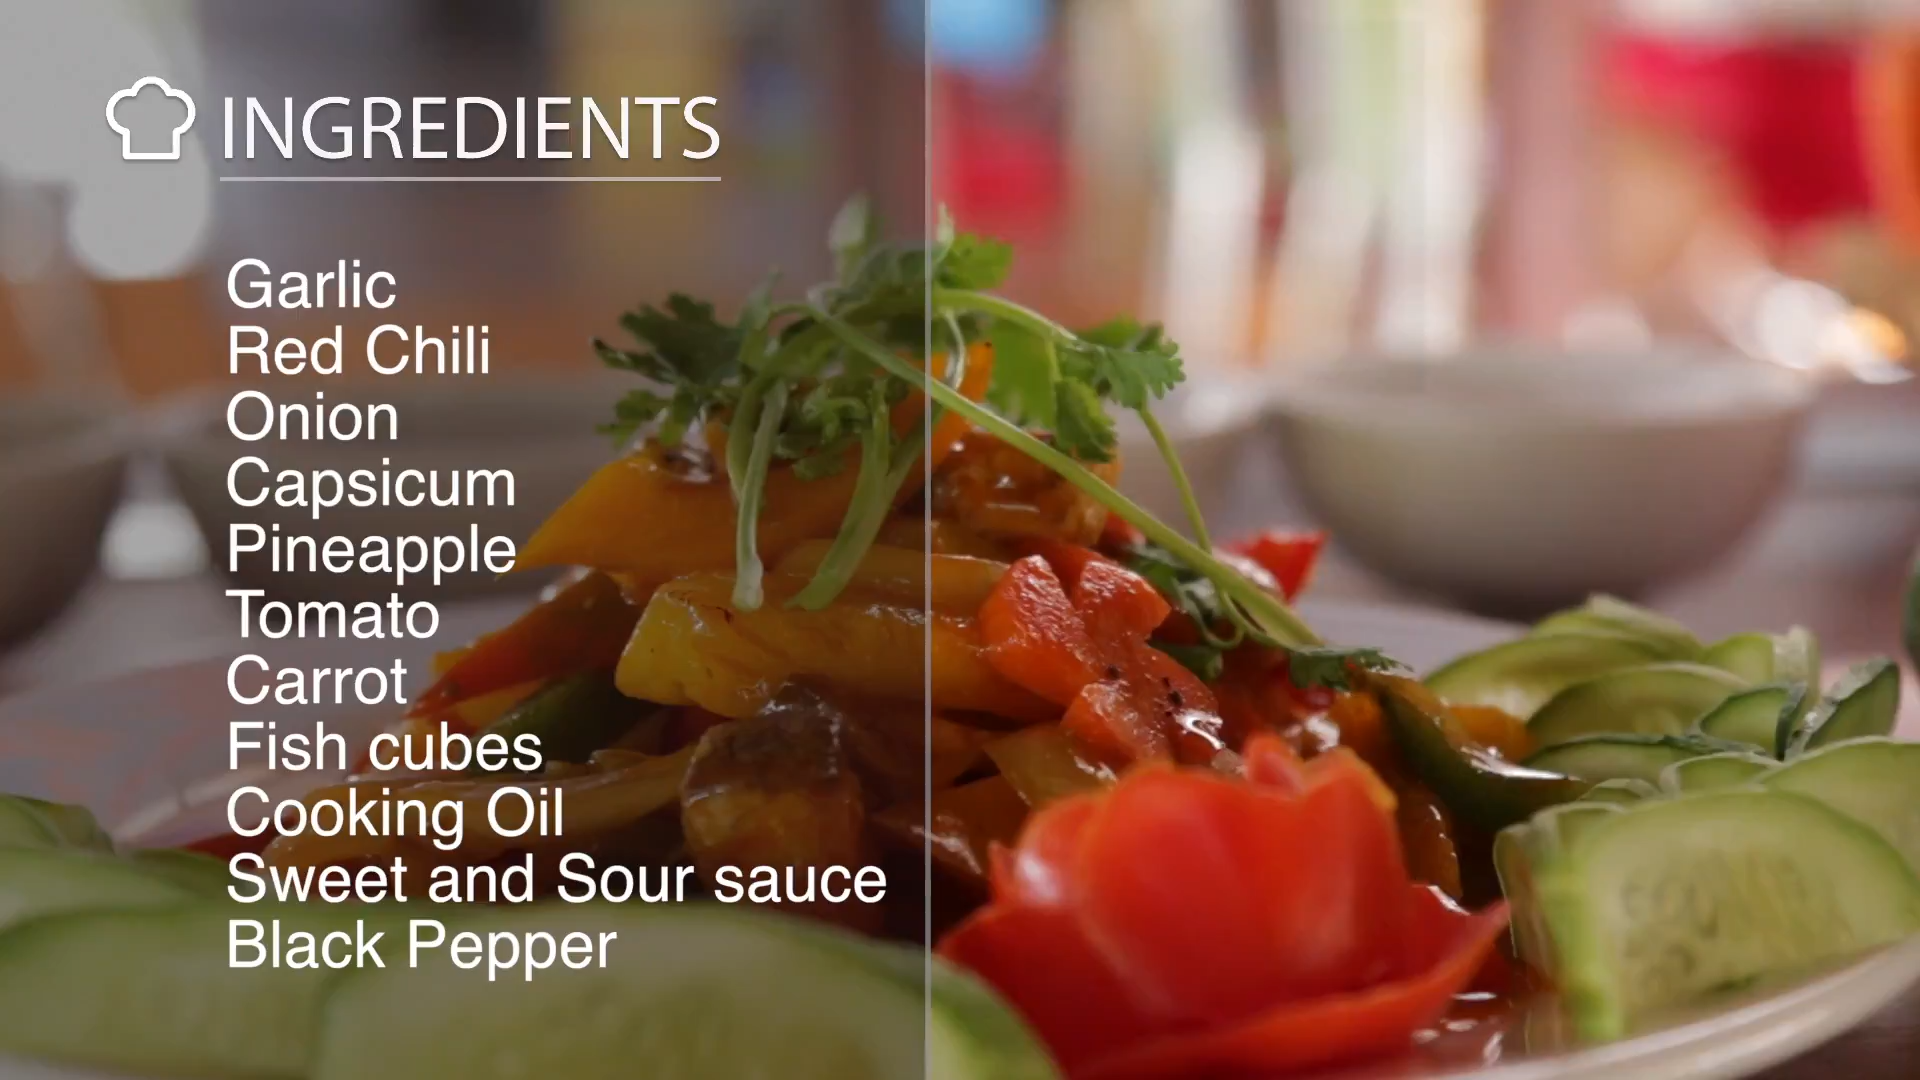 INGREDIENTS
Garlic
Red Chili
Onion
Capsicum
Pineapple
Tomato
Carrot
Fish cubes
Cooking Oil
Sweet and Sour sauce
Black Pepper